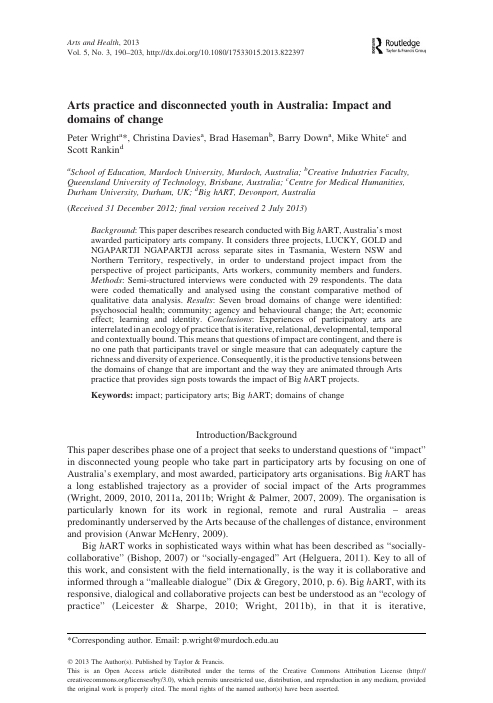 Arts and Health, 2013
Vol. 5, No. 3, 190–203, http://dx.doi.org/10.1080/17533015.2013.822397
Routledge
Taylor & Francis Group
Arts practice and disconnected youth in Australia: Impact and
domains of change
Peter Wrighta*, Christina Daviesa, Brad Hasemanb, Barry Downa, Mike Whitec and
Scott Rankind
aSchool of Education, Murdoch University, Murdoch, Australia; bCreative Industries Faculty,
Queensland University of Technology, Brisbane, Australia; cCentre for Medical Humanities,
Durham University, Durham, UK; dBig hART, Devonport, Australia
(Received 31 December 2012; final version received 2 July 2013)
Background: This paper describes research conducted with Big hART, Australia's most
awarded participatory arts company. It considers three projects, LUCKY, GOLD and
NGAPARTJI NGAPARTJI across separate sites in Tasmania, Western NSW and
Northern Territory, respectively, in order to understand project impact from the
perspective of project participants, Arts workers, community members and funders.
Methods: Semi-structured interviews were conducted with 29 respondents. The data
were coded thematically and analysed using the constant comparative method of
qualitative data analysis. Results: Seven broad domains of change were identified:
psychosocial health; community; agency and behavioural change; the Art; economic
effect; learning and identity. Conclusions: Experiences of participatory arts are
interrelated in an ecology of practice that is iterative, relational, developmental, temporal
and contextually bound. This means that questions of impact are contingent, and there is
no one path that participants travel or single measure that can adequately capture the
richness and diversity of experience. Consequently, it is the productive tensions between
the domains of change that are important and the way they are animated through Arts
practice that provides sign posts towards the impact of Big hART projects.
Keywords: impact; participatory arts; Big hART; domains of change
Introduction/Background
This paper describes phase one of a project that seeks to understand questions of "impact"
in disconnected young people who take part in participatory arts by focusing on one of
Australia's exemplary, and most awarded, participatory arts organisations. Big hART has
a long established trajectory as a provider of social impact of the Arts programmes
(Wright, 2009, 2010, 2011a, 2011b; Wright & Palmer, 2007, 2009). The organisation is
particularly known for its work in regional, remote and rural Australia – areas
predominantly underserved by the Arts because of the challenges of distance, environment
and provision (Anwar McHenry, 2009).
Big hART works in sophisticated ways within what has been described as "socially-
collaborative" (Bishop, 2007) or "socially-engaged" Art (Helguera, 2011). Key to all of
this work, and consistent with the field internationally, is the way it is collaborative and
informed through a "malleable dialogue" (Dix & Gregory, 2010, p. 6). Big hART, with its
responsive, dialogical and collaborative projects can best be understood as an "ecology of
practice" (Leicester & Sharpe, 2010; Wright, 2011b), in that it is iterative,
*Corresponding author. Email: p.wright@murdoch.edu.au
© 2013 The Author(s). Published by Taylor & Francis.
This is an Open Access article distributed under the terms of the Creative Commons Attribution License (http://
creativecommons.org/licenses/by/3.0), which permits unrestricted use, distribution, and reproduction in any medium, provided
the original work is properly cited. The moral rights of the named author(s) have been asserted.